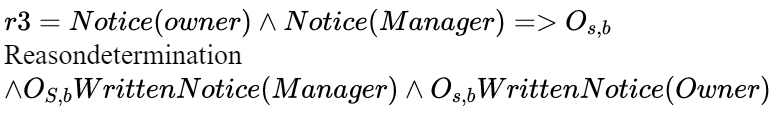 r3 = Notice(owner) ∧ Notice(Manager) => O_{s,b}
Reasondetermination
∧O_{S,b}WrittenNotice(Manager) ∧ O_{s,b}WrittenNotice(Owner)